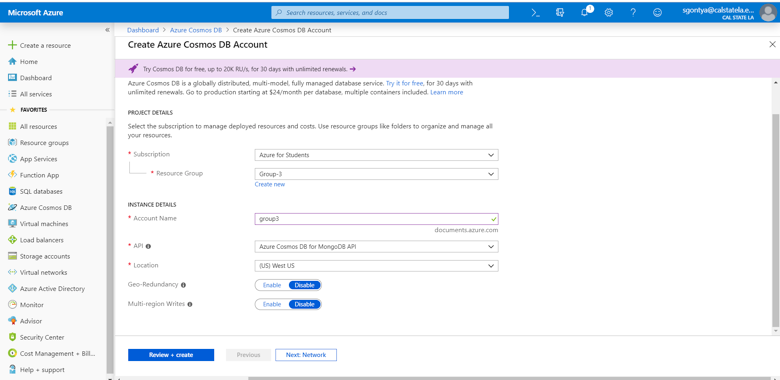 Microsoft Azure
Search resources, services, and docs
1
sgontya@calstatela.e...
CAL STATE LA
Dashboard > Azure Cosmos DB > Create Azure Cosmos DB Account
Create Azure Cosmos DB Account
Create a resource
Home
Dashboard
All services
FAVORITES
All resources
Resource groups
App Services
Function App
SQL databases
Azure Cosmos DB
Virtual machines
Load balancers
Storage accounts
Virtual networks
Azure Active Directory
Monitor
Advisor
Security Center
Cost Management + Bill...
Help + support
Try Cosmos DB for free, up to 20K RU/s, for 30 days with unlimited renewals. →
Azure Cosmos DB is a globally distributed, multi-model, fully managed database service. Try it for free, for 30 days with
unlimited renewals. Go to production starting at $24/month per database, multiple containers included. Learn more
PROJECT DETAILS
Select the subscription to manage deployed resources and costs. Use resource groups like folders to organize and manage all
your resources.
* Subscription
Azure for Students
* Resource Group
Group-3
Create new
INSTANCE DETAILS
* Account Name
group3
documents.azure.com
* API
Azure Cosmos DB for MongoDB API
* Location
(US) West US
Geo-Redundancy
Enable Disable
Multi-region Writes
Enable Disable
Review + create
Previous
Next: Network